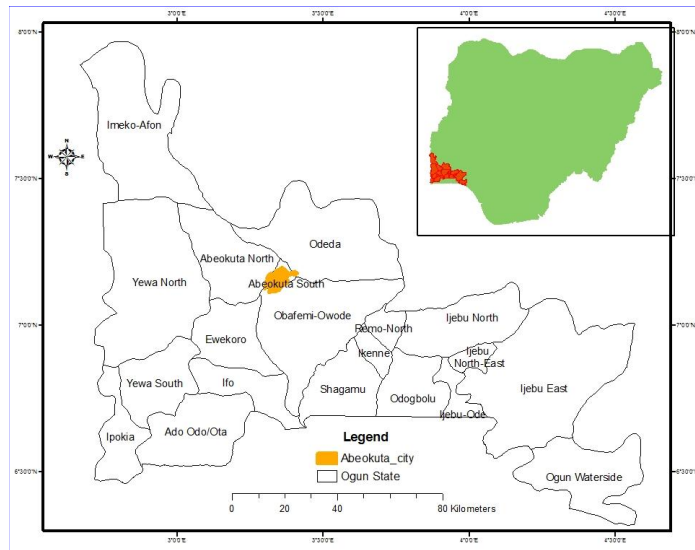 3°0'0"E 3°30'0"E 4°0'0"E 4°30'0"E
8°0'0"N 8°0'0"N
Imeko-Afon
N
W E
S
7°30'0"N 7°30'0"N
Odeda
Abeokuta North
Yewa North
Abeokuta South
Obafemi-Owode
Ijebu North
7°0'0"N 7°0'0"N
Remo-North
Ewekoro
Ikenne
Ijebu
North-East
Yewa South
Ifo
Shagamu
Odogbolu
Ijebu East
Ijebu-Ode
Ipokia
Ado Odo/Ota
Legend
Abeokuta_city
Ogun State
6°30'0"N 6°30'0"N
Ogun Waterside
0 20 40 60 80 Kilometers
3°0'0"E 3°30'0"E 4°0'0"E 4°30'0"E